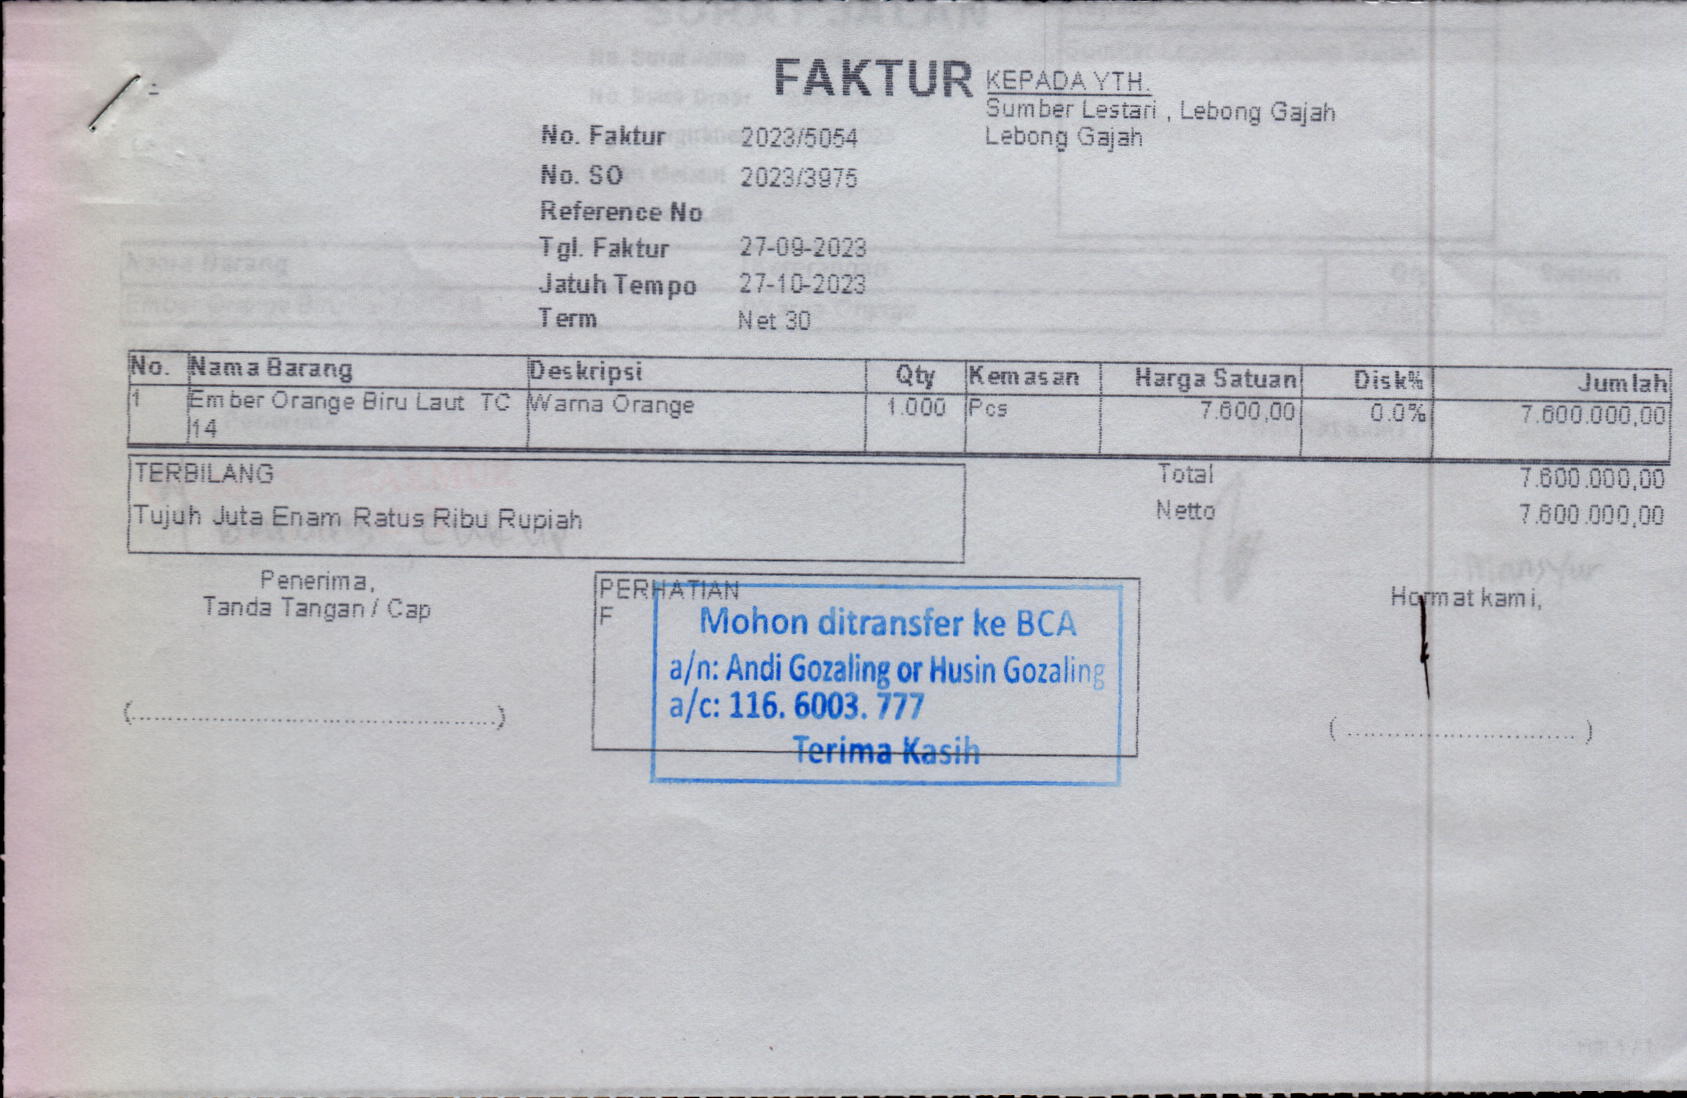 FAKTUR
KEPADA YTH.
Sumber Lestari , Lebong Gajah
Lebong Gajah
No. Faktur 2023/5054
No. SO 2023/3975
Reference No
Tgl. Faktur 27-09-2023
Jatuh Tempo 27-10-2023
Term Net 30
No. Nama Barang Deskripsi Qty Kemasan Harga Satuan Disk% Jumlah
1 Ember Orange Biru Laut TC Warna Orange 1.000 Pcs 7.600,00 0.0% 7.600.000,00
14
TERBILANG
Tujuh Juta Enam Ratus Ribu Rupiah
Total 7.600.000,00
Netto 7.600.000,00
Penerima,
Tanda Tangan / Cap
(..................................................)
PERHATIAN
F
Mohon ditransfer ke BCA
a/n: Andi Gozaling or Husin Gozaling
a/c: 116. 6003. 777
Terima Kasih
Hormat kami,
( ................................ )